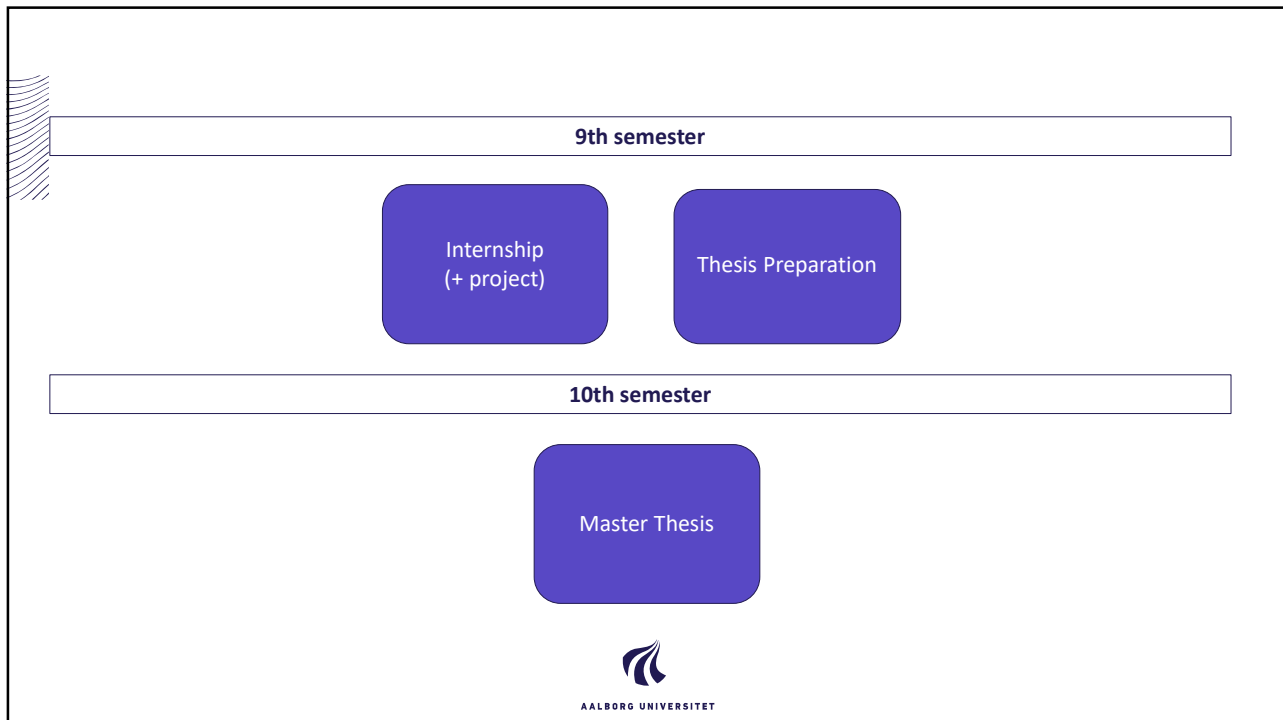 9th semester
Internship
(+ project)
Thesis Preparation
10th semester
Master Thesis
AALBORG UNIVERSITET